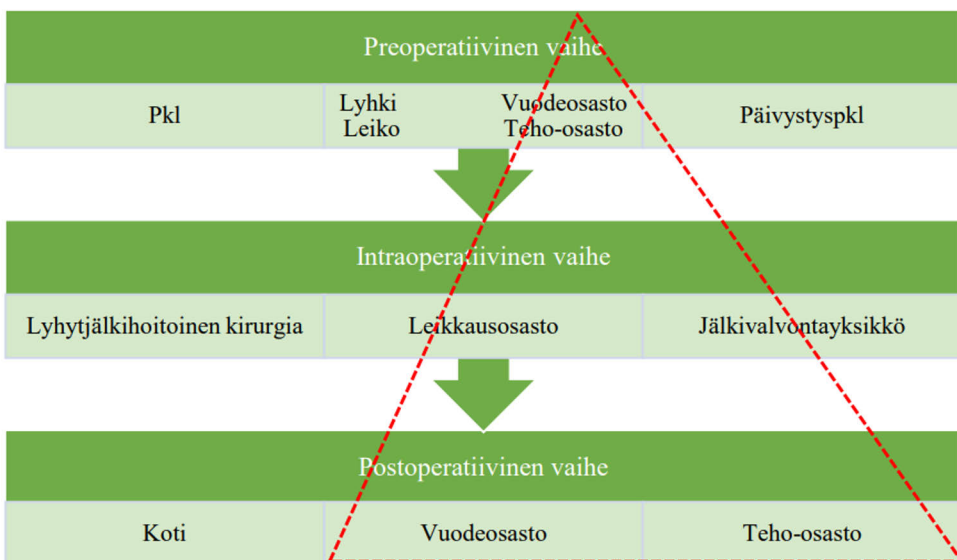 Preoperatiivinen vaihe
Pkl
Lyhki Vuodeosasto
Leiko Teho-osasto
Päivystyspkl
Intraoperatiivinen vaihe
Lyhytjälkihoitoinen kirurgia
Leikkausosasto
Jälkivalvontayksikkö
Postoperatiivinen vaihe
Koti
Vuodeosasto
Teho-osasto